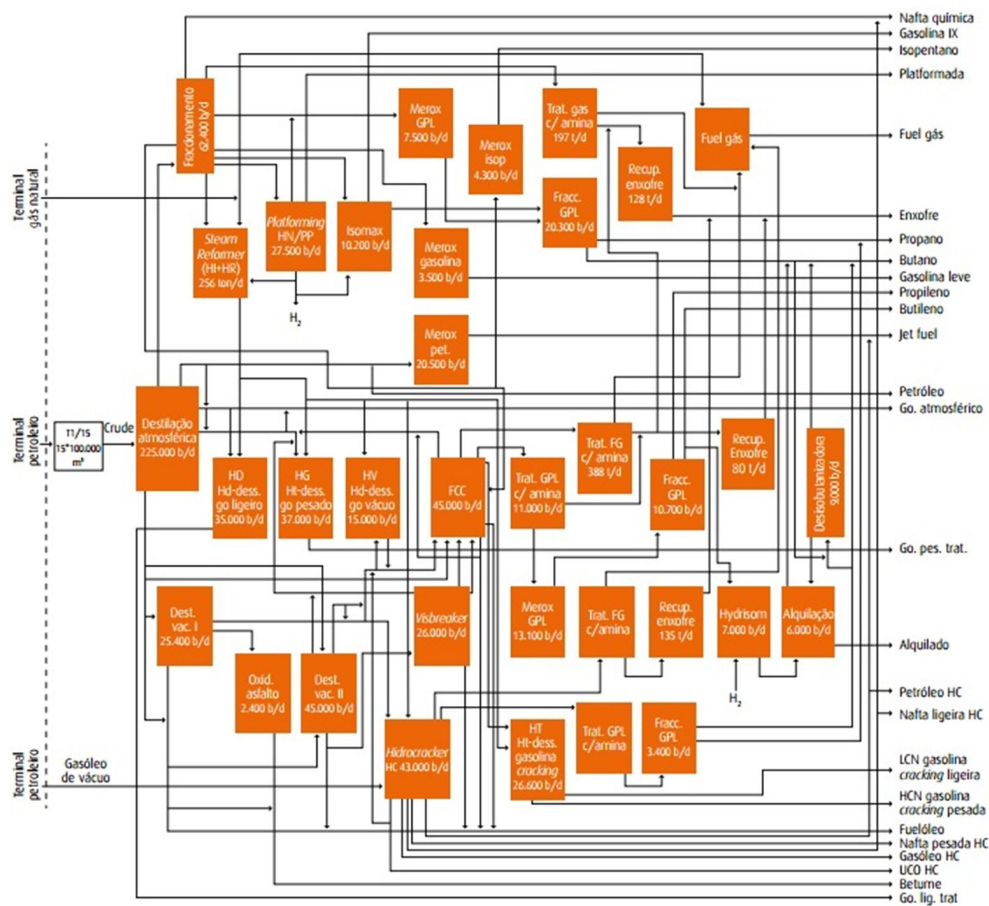 Nafta química
Gasolina IX
Isopentano
Platformada
Fraccionamento
62.400 b/d
Merox
GPL
7.500 b/d
Trat. gas
c/ amina
197 t/d
Merox
isop
4.300 b/d
Fuel gás
Fuel gás
Recup.
enxofre
128 t/d
Terminal
gás natural
Fracc.
GPL
20.300 b/d
Enxofre
Platforming
HN/PP
27.500 b/d
Isomax
10.200 b/d
Steam
Reformer
(HI+HR)
256 ton/d
Merox
gasolina
3.500 b/d
Propano
Butano
Gasolina leve
Propileno
Butileno
H2
Merox
pet.
20.500 b/d
Jet fuel
Petróleo
Go. atmosférico
Terminal
petroleiro
T1/15
15*100.000
m³
Crude
Destilação
atmosférica
225.000 b/d
HD
Hd-dess.
go ligeiro
35.000 b/d
HG
Ht-dess.
go pesado
37.000 b/d
HV
Hd-dess.
go vácuo
15.000 b/d
FCC
45.000 b/d
Trat. GPL
c/ amina
11.000 b/d
Trat. FG
c/ amina
388 t/d
Fracc.
GPL
10.700 b/d
Recup.
Enxofre
80 t/d
Desisobutanizadora
9.000 b/d
Go. pes. trat.
Dest.
vac. I
25.400 b/d
Oxid.
asfalto
2.400 b/d
Dest.
vac. II
45.000 b/d
Visbreaker
26.000 b/d
Merox
GPL
13.100 b/d
Trat. FG
c/amina
Recup.
enxofre
135 t/d
Hydrisom
7.000 b/d
Alquilação
6.000 b/d
Alquilado
H2
Petróleo HC
Nafta ligeira HC
Terminal
petroleiro
Gasóleo
de vácuo
Hidrocracker
HC 43.000 b/d
HT
Ht-dess.
gasolina
cracking
26.600 b/d
Trat. GPL
c/amina
Fracc.
GPL
3.400 b/d
LCN gasolina
cracking ligeira
HCN gasolina
cracking pesada
Fuelóleo
Nafta pesada HC
Gasóleo HC
UCO HC
Betume
Go. lig. trat